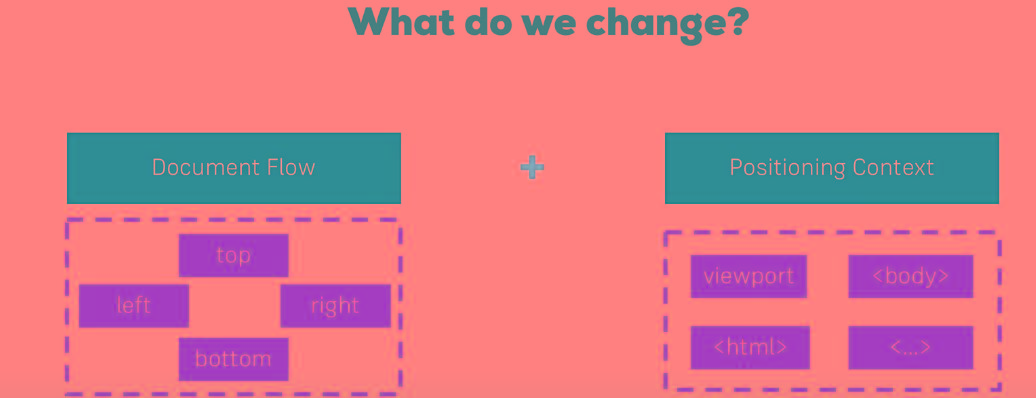 What do we change?
Document Flow
+
Positioning Context
top
left
right
bottom
viewport
<body>
<html>
<...>